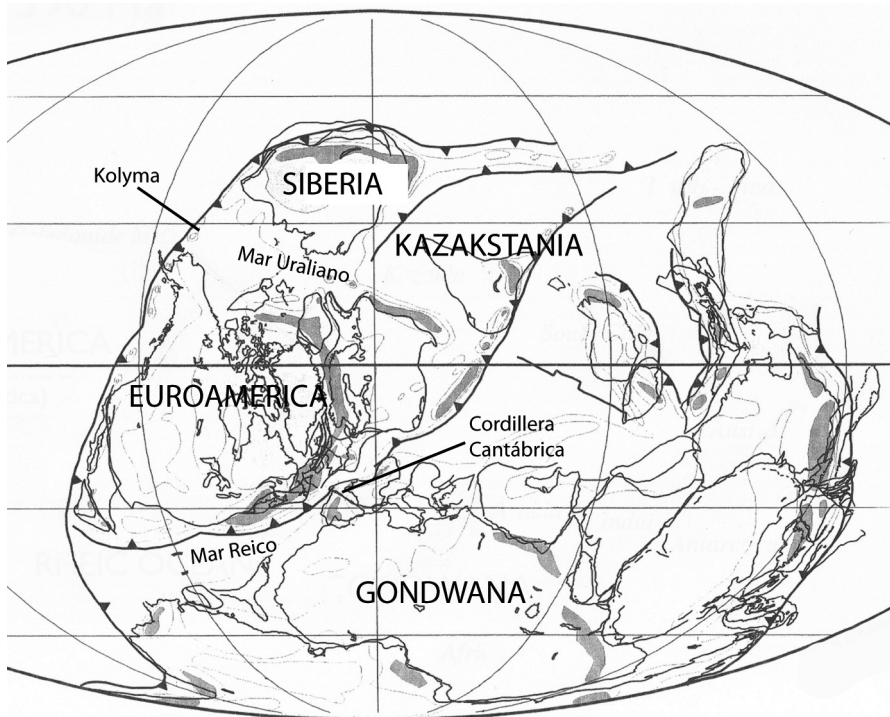 Kolyma
SIBERIA
KAZAKSTANIA
Mar Uraliano
EUROAMERICA
Cordillera
Cantábrica
Mar Reico
GONDWANA